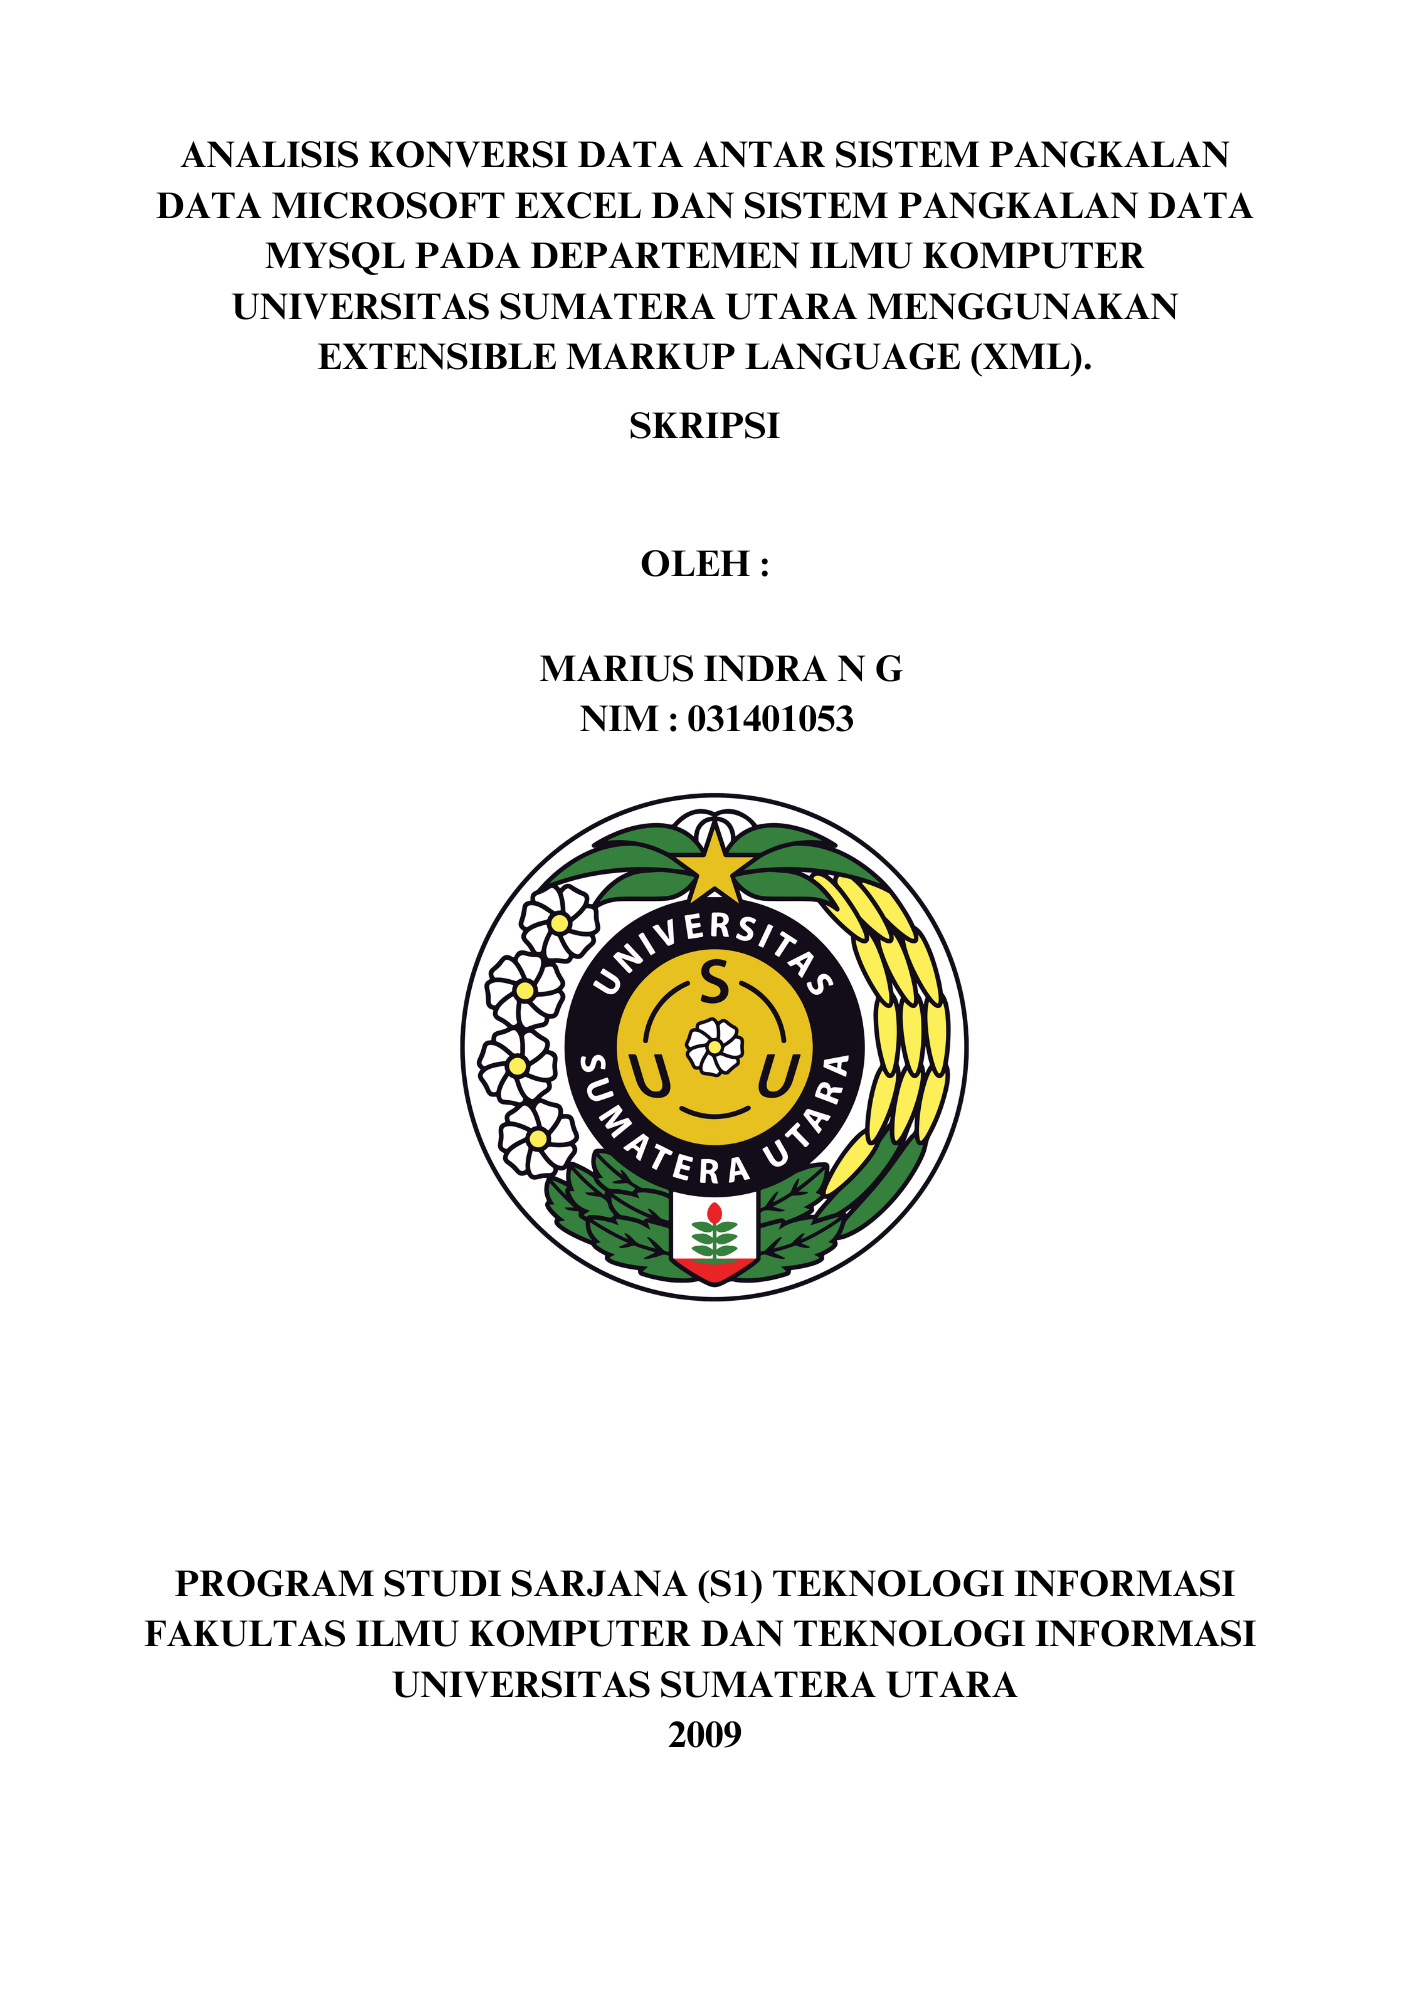 ANALISIS KONVERSI DATA ANTAR SISTEM PANGKALAN
DATA MICROSOFT EXCEL DAN SISTEM PANGKALAN DATA
MYSQL PADA DEPARTEMEN ILMU KOMPUTER
UNIVERSITAS SUMATERA UTARA MENGGUNAKAN
EXTENSIBLE MARKUP LANGUAGE (XML).
SKRIPSI
OLEH :
MARIUS INDRA N G
NIM : 031401053
UNIVERSITAS
S
U U
SUMATERA UTARA
PROGRAM STUDI SARJANA (S1) TEKNOLOGI INFORMASI
FAKULTAS ILMU KOMPUTER DAN TEKNOLOGI INFORMASI
UNIVERSITAS SUMATERA UTARA
2009